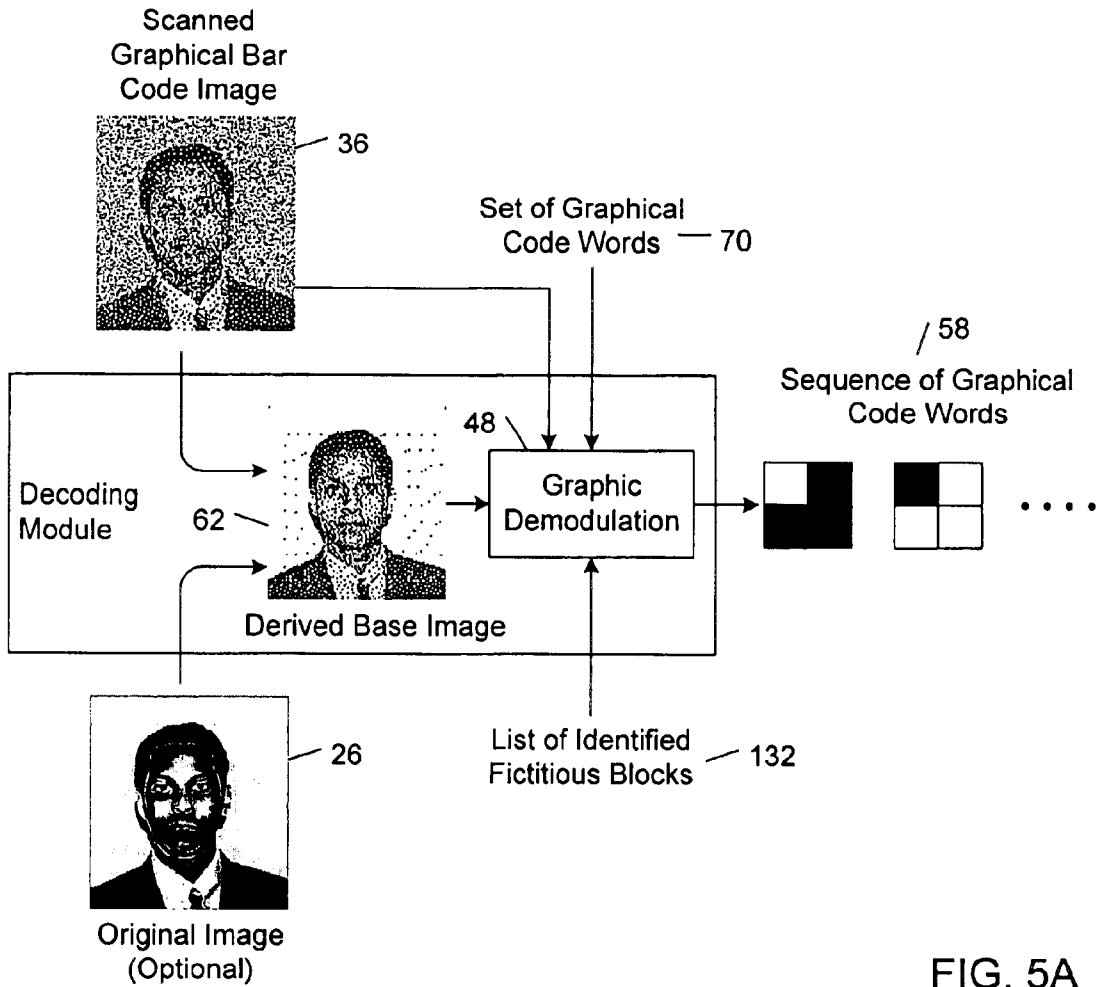 Scanned
Graphical Bar
Code Image
36
Set of Graphical
Code Words
70
58
Sequence of Graphical
Code Words
48
Decoding
Module
62
Graphic
Demodulation
Derived Base Image
26
List of Identified
Fictitious Blocks
132
Original Image
(Optional)
FIG. 5A